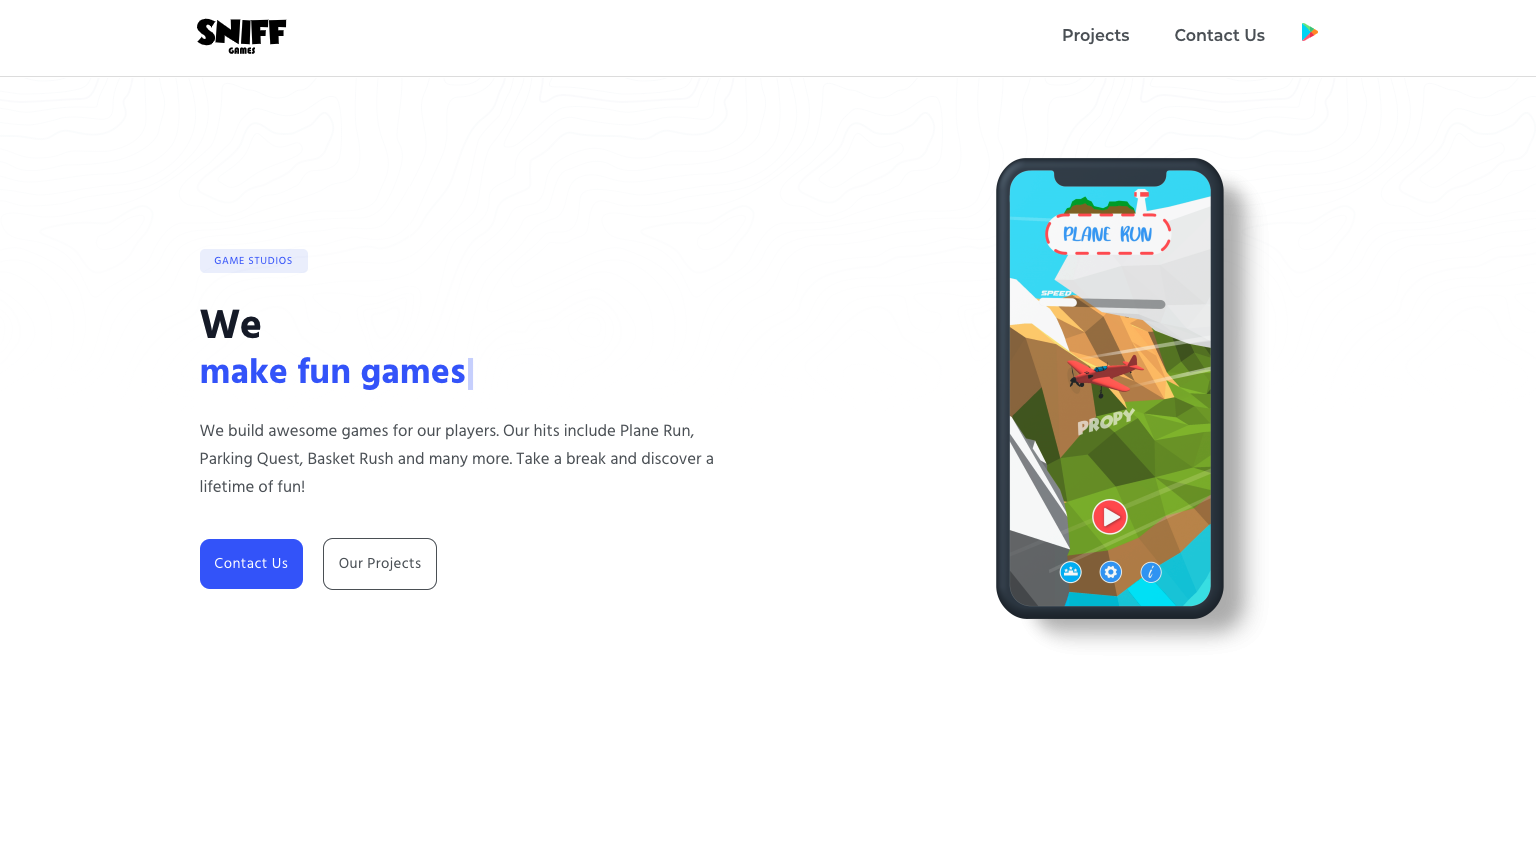 SNIFF
GAMES
Projects
Contact Us
GAME STUDIOS
We
make fun games
We build awesome games for our players. Our hits include Plane Run,
Parking Quest, Basket Rush and many more. Take a break and discover a
lifetime of fun!
Contact Us
Our Projects
PLANE RUN
SPEED
PROPY
i